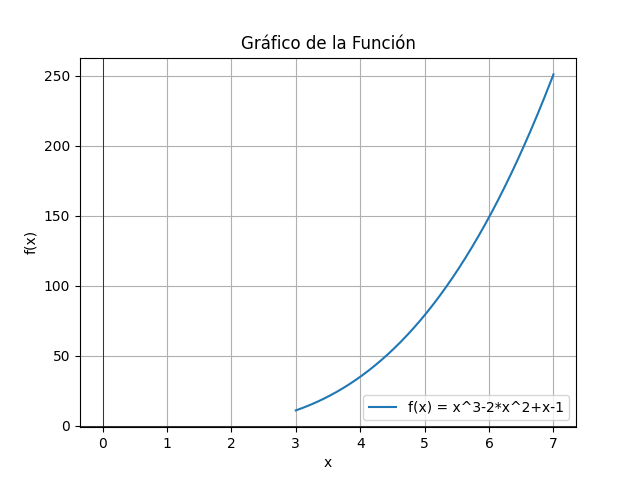 Gráfico de la Función
250
200
150
100
50
0
f(x)
f(x) = x^3-2*x^2+x-1
0 1 2 3 4 5 6 7
x